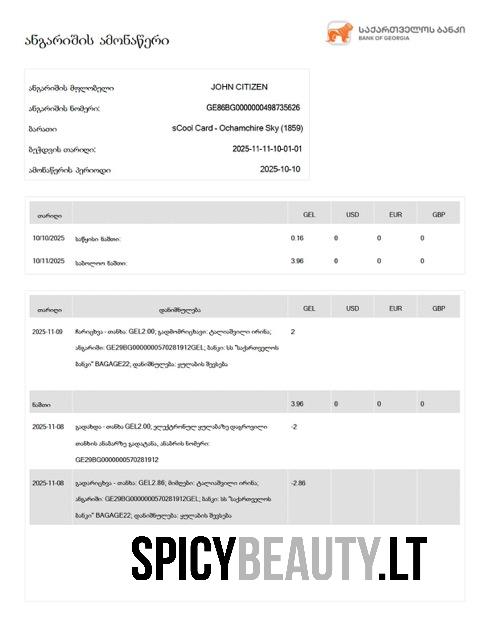 ანგარიშის ამონაწერი
საქართველოს ბანკი
BANK OF GEORGIA
ანგარიშის მფლობელი JOHN CITIZEN
ანგარიშის ნომერი: GE86BG0000000498735626
ბარათი sCool Card - Ochamchire Sky (1859)
ბეჭდვის თარიღი: 2025-11-11-10-01-01
ამონაწერის პერიოდი 2025-10-10
თარიღი GEL USD EUR GBP
10/10/2025 საწყისი ნაშთი: 0.16 0 0 0
10/11/2025 საბოლოო ნაშთი: 3.96 0 0 0
თარიღი დანიშნულება GEL USD EUR GBP
2025-11-09 ჩარიცხვა - თანხა: GEL2.00; გადმომრიცხავი: ტალიაშვილი ირინა; 2
ანგარიში: GE29BG0000000570281912GEL; ბანკი: სს "საქართველოს
ბანკი" BAGAGE22; დანიშნულება: ყულაბის შევსება
ნაშთი 3.96 0 0 0
2025-11-08 გადახდა - თანხა GEL2.00; ელექტრონულ ყულაბაზე დაგროვილი -2
თანხის ანაბარზე გადატანა, ანაბრის ნომერი:
GE29BG0000000570281912
2025-11-08 გადარიცხვა - თანხა: GEL2.86; მიმღები: ტალიაშვილი ირინა; -2.86
ანგარიში: GE29BG0000000570281912GEL; ბანკი: სს "საქართველოს
ბანკი" BAGAGE22; დანიშნულება: ყულაბის შევსება
SPICYBEAUTY.LT